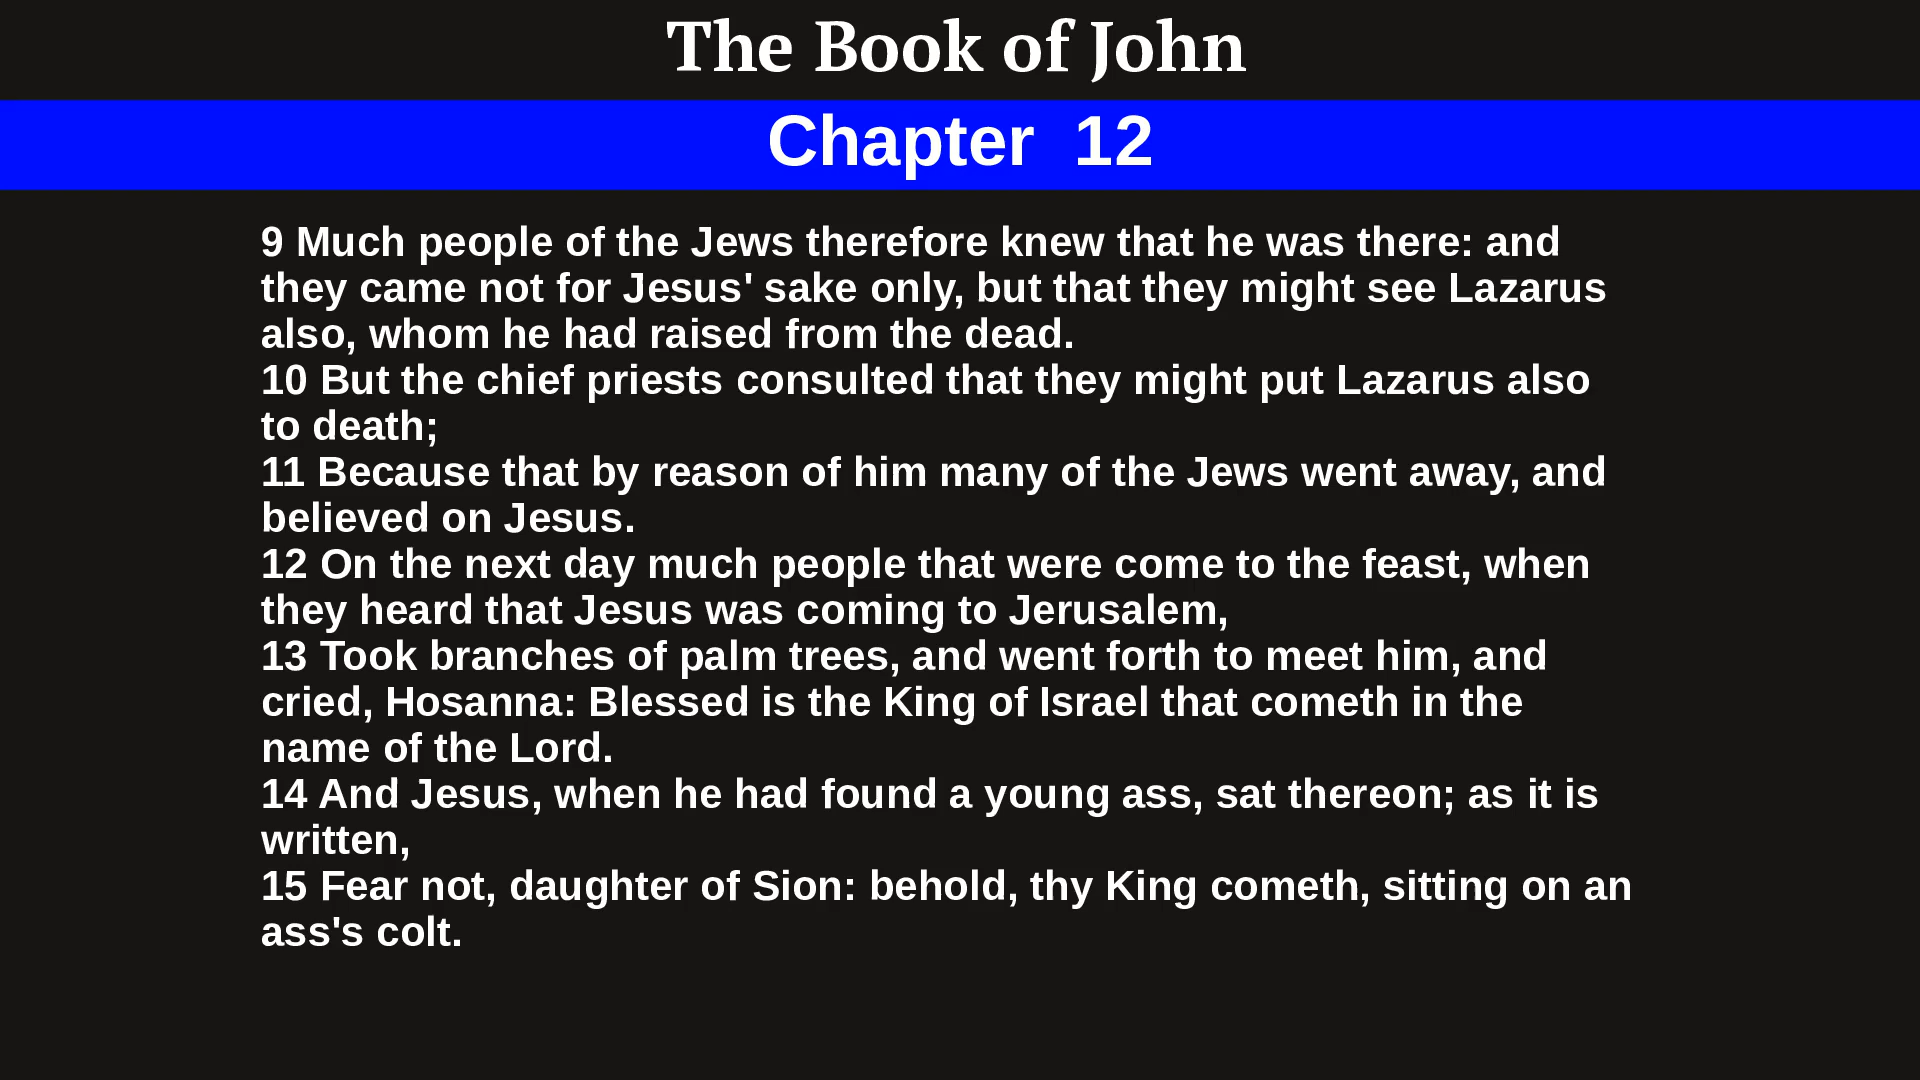 The Book of John
Chapter 12
9 Much people of the Jews therefore knew that he was there: and
they came not for Jesus' sake only, but that they might see Lazarus
also, whom he had raised from the dead.
10 But the chief priests consulted that they might put Lazarus also
to death;
11 Because that by reason of him many of the Jews went away, and
believed on Jesus.
12 On the next day much people that were come to the feast, when
they heard that Jesus was coming to Jerusalem,
13 Took branches of palm trees, and went forth to meet him, and
cried, Hosanna: Blessed is the King of Israel that cometh in the
name of the Lord.
14 And Jesus, when he had found a young ass, sat thereon; as it is
written,
15 Fear not, daughter of Sion: behold, thy King cometh, sitting on an
ass's colt.